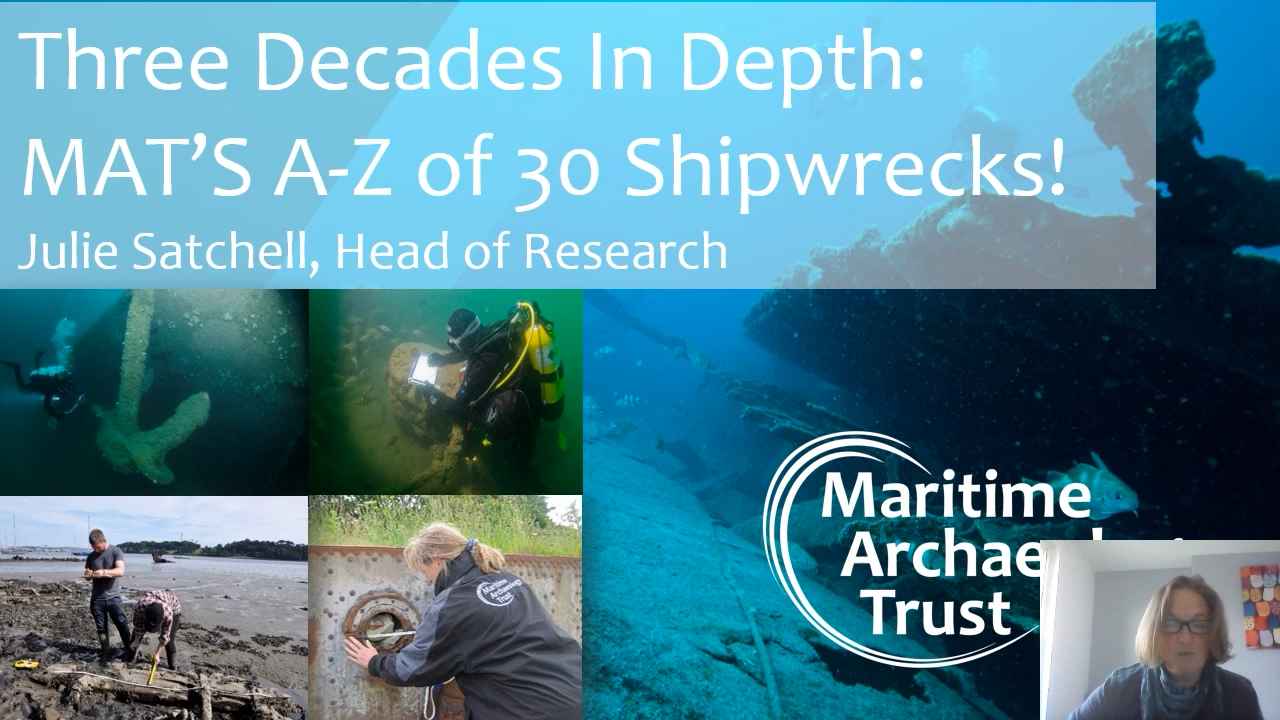 Three Decades In Depth:
MAT'S A-Z of 30 Shipwrecks!
Julie Satchell, Head of Research
Maritime
Archaeology
Trust
Maritime
Trust